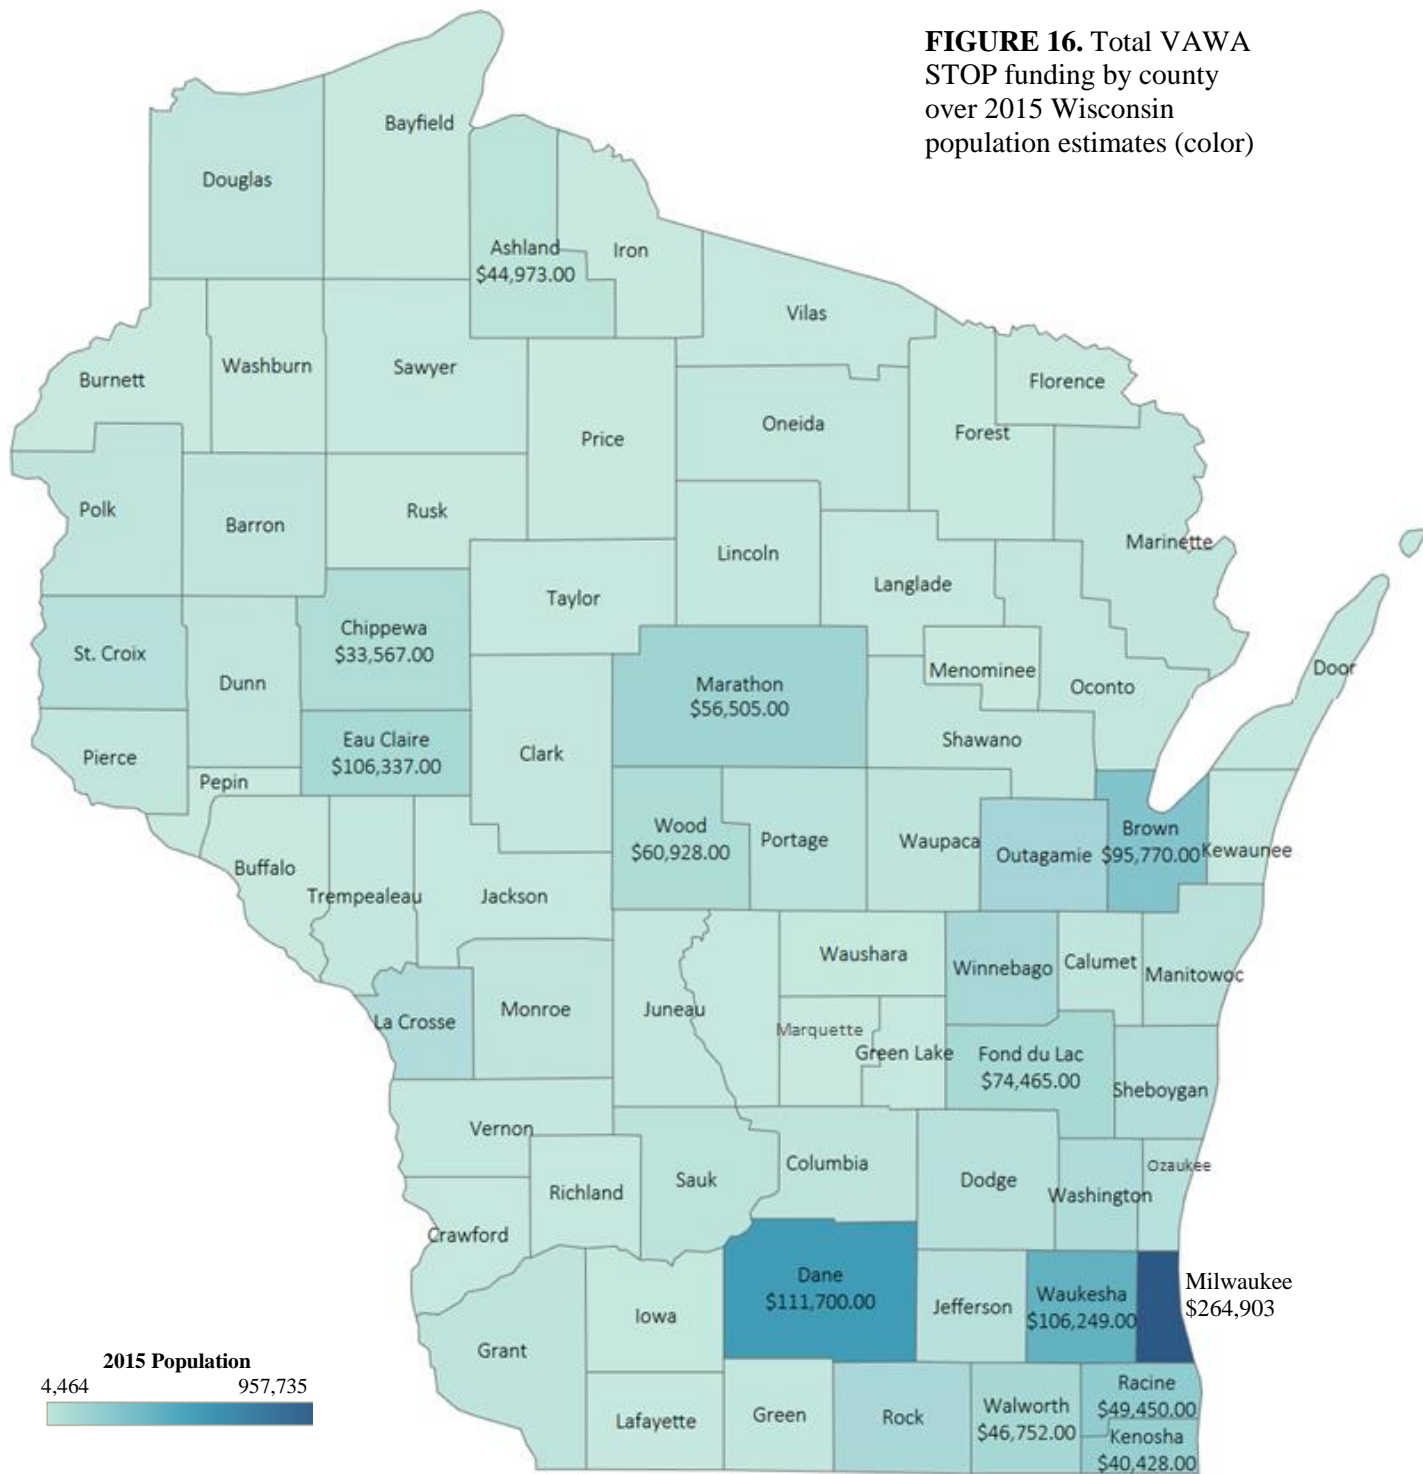 FIGURE 16. Total VAWA
STOP funding by county
over 2015 Wisconsin
population estimates (color)
Bayfield
Douglas
Ashland
$44,973.00
Iron
Vilas
Burnett
Washburn
Sawyer
Florence
Price
Oneida
Forest
Polk
Barron
Rusk
Lincoln
Marinette
Langlade
Taylor
Chippewa
$33,567.00
St. Croix
Dunn
Marathon
$56,505.00
Menominee
Oconto
Door
Pierce
Eau Claire
$106,337.00
Clark
Shawano
Pepin
Wood
$60,928.00
Portage
Waupaca
Outagamie
Brown
$95,770.00
Kewaunee
Buffalo
Trempealeau
Jackson
Waushara
Winnebago
Calumet
Manitowoc
La Crosse
Monroe
Juneau
Marquette
Green Lake
Fond du Lac
$74,465.00
Sheboygan
Vernon
Richland
Sauk
Columbia
Dodge
Washington
Ozaukee
Crawford
Dane
$111,700.00
Jefferson
Waukesha
$106,249.00
Milwaukee
$264,903
Iowa
Grant
Lafayette
Green
Rock
Walworth
$46,752.00
Racine
$49,450.00
Kenosha
$40,428.00
2015 Population
4,464 957,735